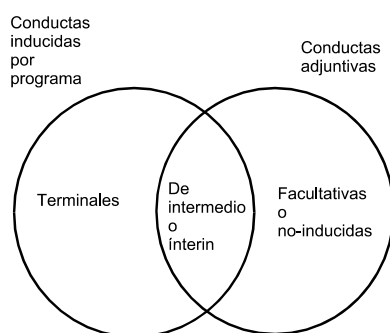 Conductas
inducidas
por
programa
Conductas
adjuntivas
Terminales
De
intermedio
o
ínterin
Facultativas
o
no-inducidas